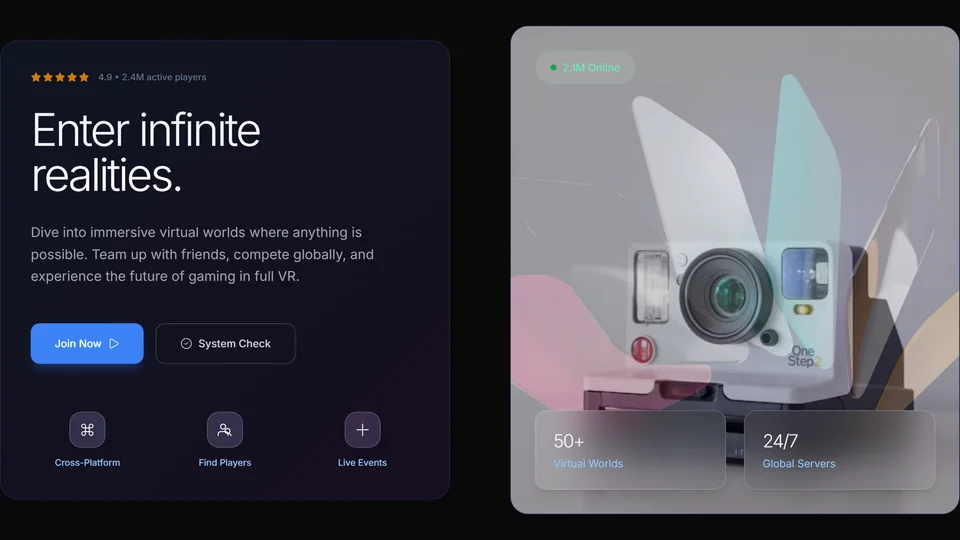 4.9 • 2.4M active players
Enter infinite
realities.
Dive into immersive virtual worlds where anything is
possible. Team up with friends, compete globally, and
experience the future of gaming in full VR.
Join Now
System Check
Cross-Platform
Find Players
Live Events
2.1M Online
One
Step2
50+
Virtual Worlds
24/7
Global Servers